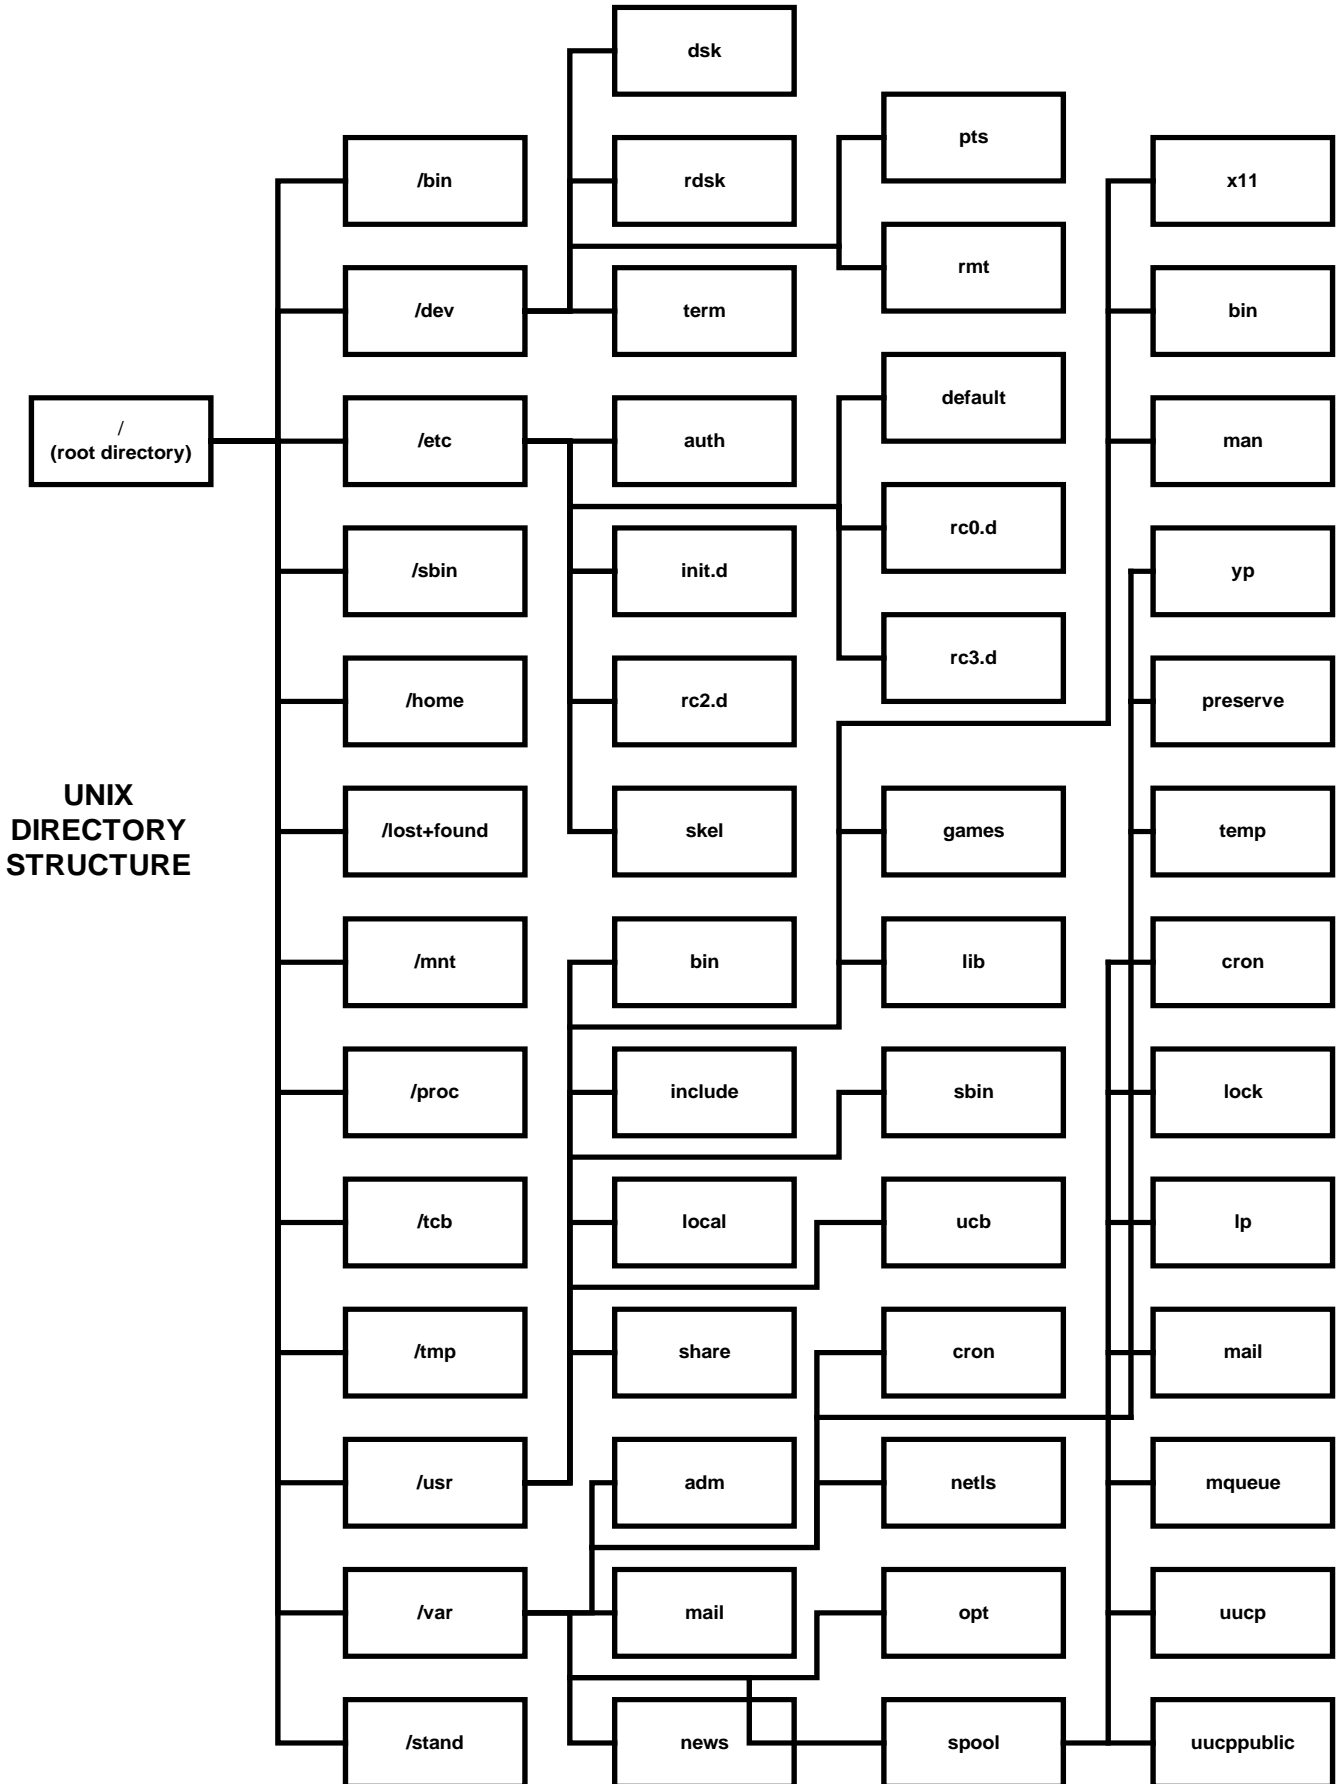 dsk
pts
/bin
rdsk
x11
rmt
/dev
term
bin
default
/
(root directory)
/etc
auth
man
rc0.d
/sbin
init.d
yp
rc3.d
/home
rc2.d
preserve
UNIX
DIRECTORY
STRUCTURE
/lost+found
skel
games
temp
/mnt
bin
lib
cron
/proc
include
sbin
lock
/tcb
local
ucb
lp
/tmp
share
cron
mail
/usr
adm
netls
mqueue
/var
mail
opt
uucp
/stand
news
spool
uucppublic